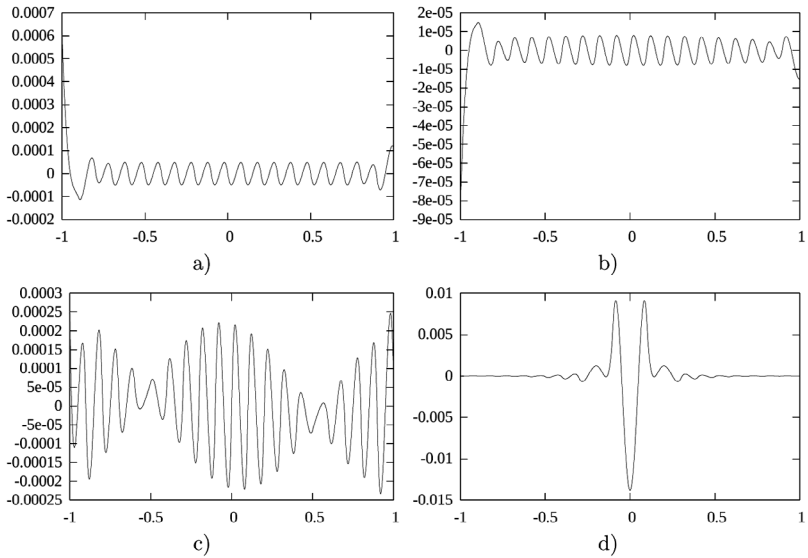 0.0007
0.0006
0.0005
0.0004
0.0003
0.0002
0.0001
0
-0.0001
-0.0002
-1 -0.5 0 0.5 1
a)
2e-05
1e-05
0
-1e-05
-2e-05
-3e-05
-4e-05
-5e-05
-6e-05
-7e-05
-8e-05
-9e-05
-1 -0.5 0 0.5 1
b)
0.0003
0.00025
0.0002
0.00015
0.0001
5e-05
0
-5e-05
-0.0001
-0.00015
-0.0002
-0.00025
-1 -0.5 0 0.5 1
c)
0.01
0.005
0
-0.005
-0.01
-0.015
-1 -0.5 0 0.5 1
d)